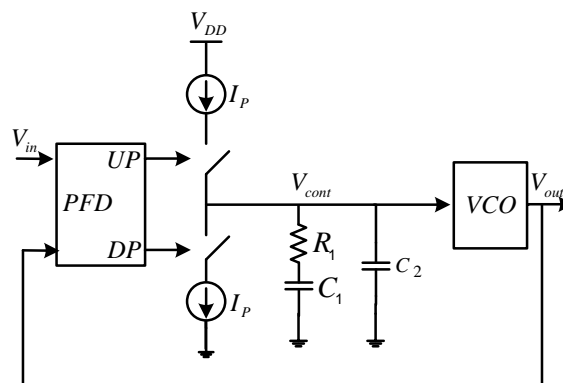 V_DD
I_P
V_in
UP
PFD
DP
V_cont
VCO
V_out
R_1
C_1
C_2
I_P